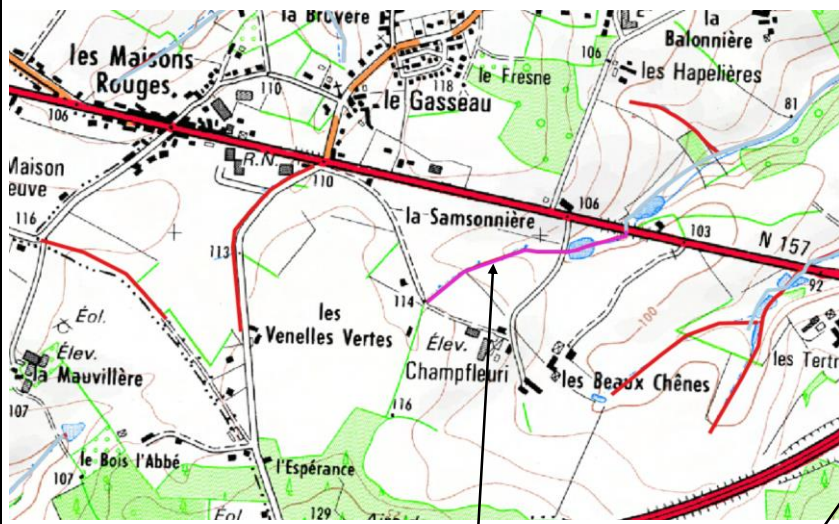 la Bruyère
la
Balonnière
les Maisons
Rouges
106
118
le Fresne
les Hapelières
110
le Gasseau
81
106
R.N.
110
Maison
116
la Samsonnière
106
103
113
N 157
92
114
les
Venelles Vertes
100
Éol.
Élev.
Champfleuri
Élev.
la Mauvillère
les Beaux Chênes
les Tertr
107
116
le Bois l'Abbé
l'Espérance
107
Éol
129